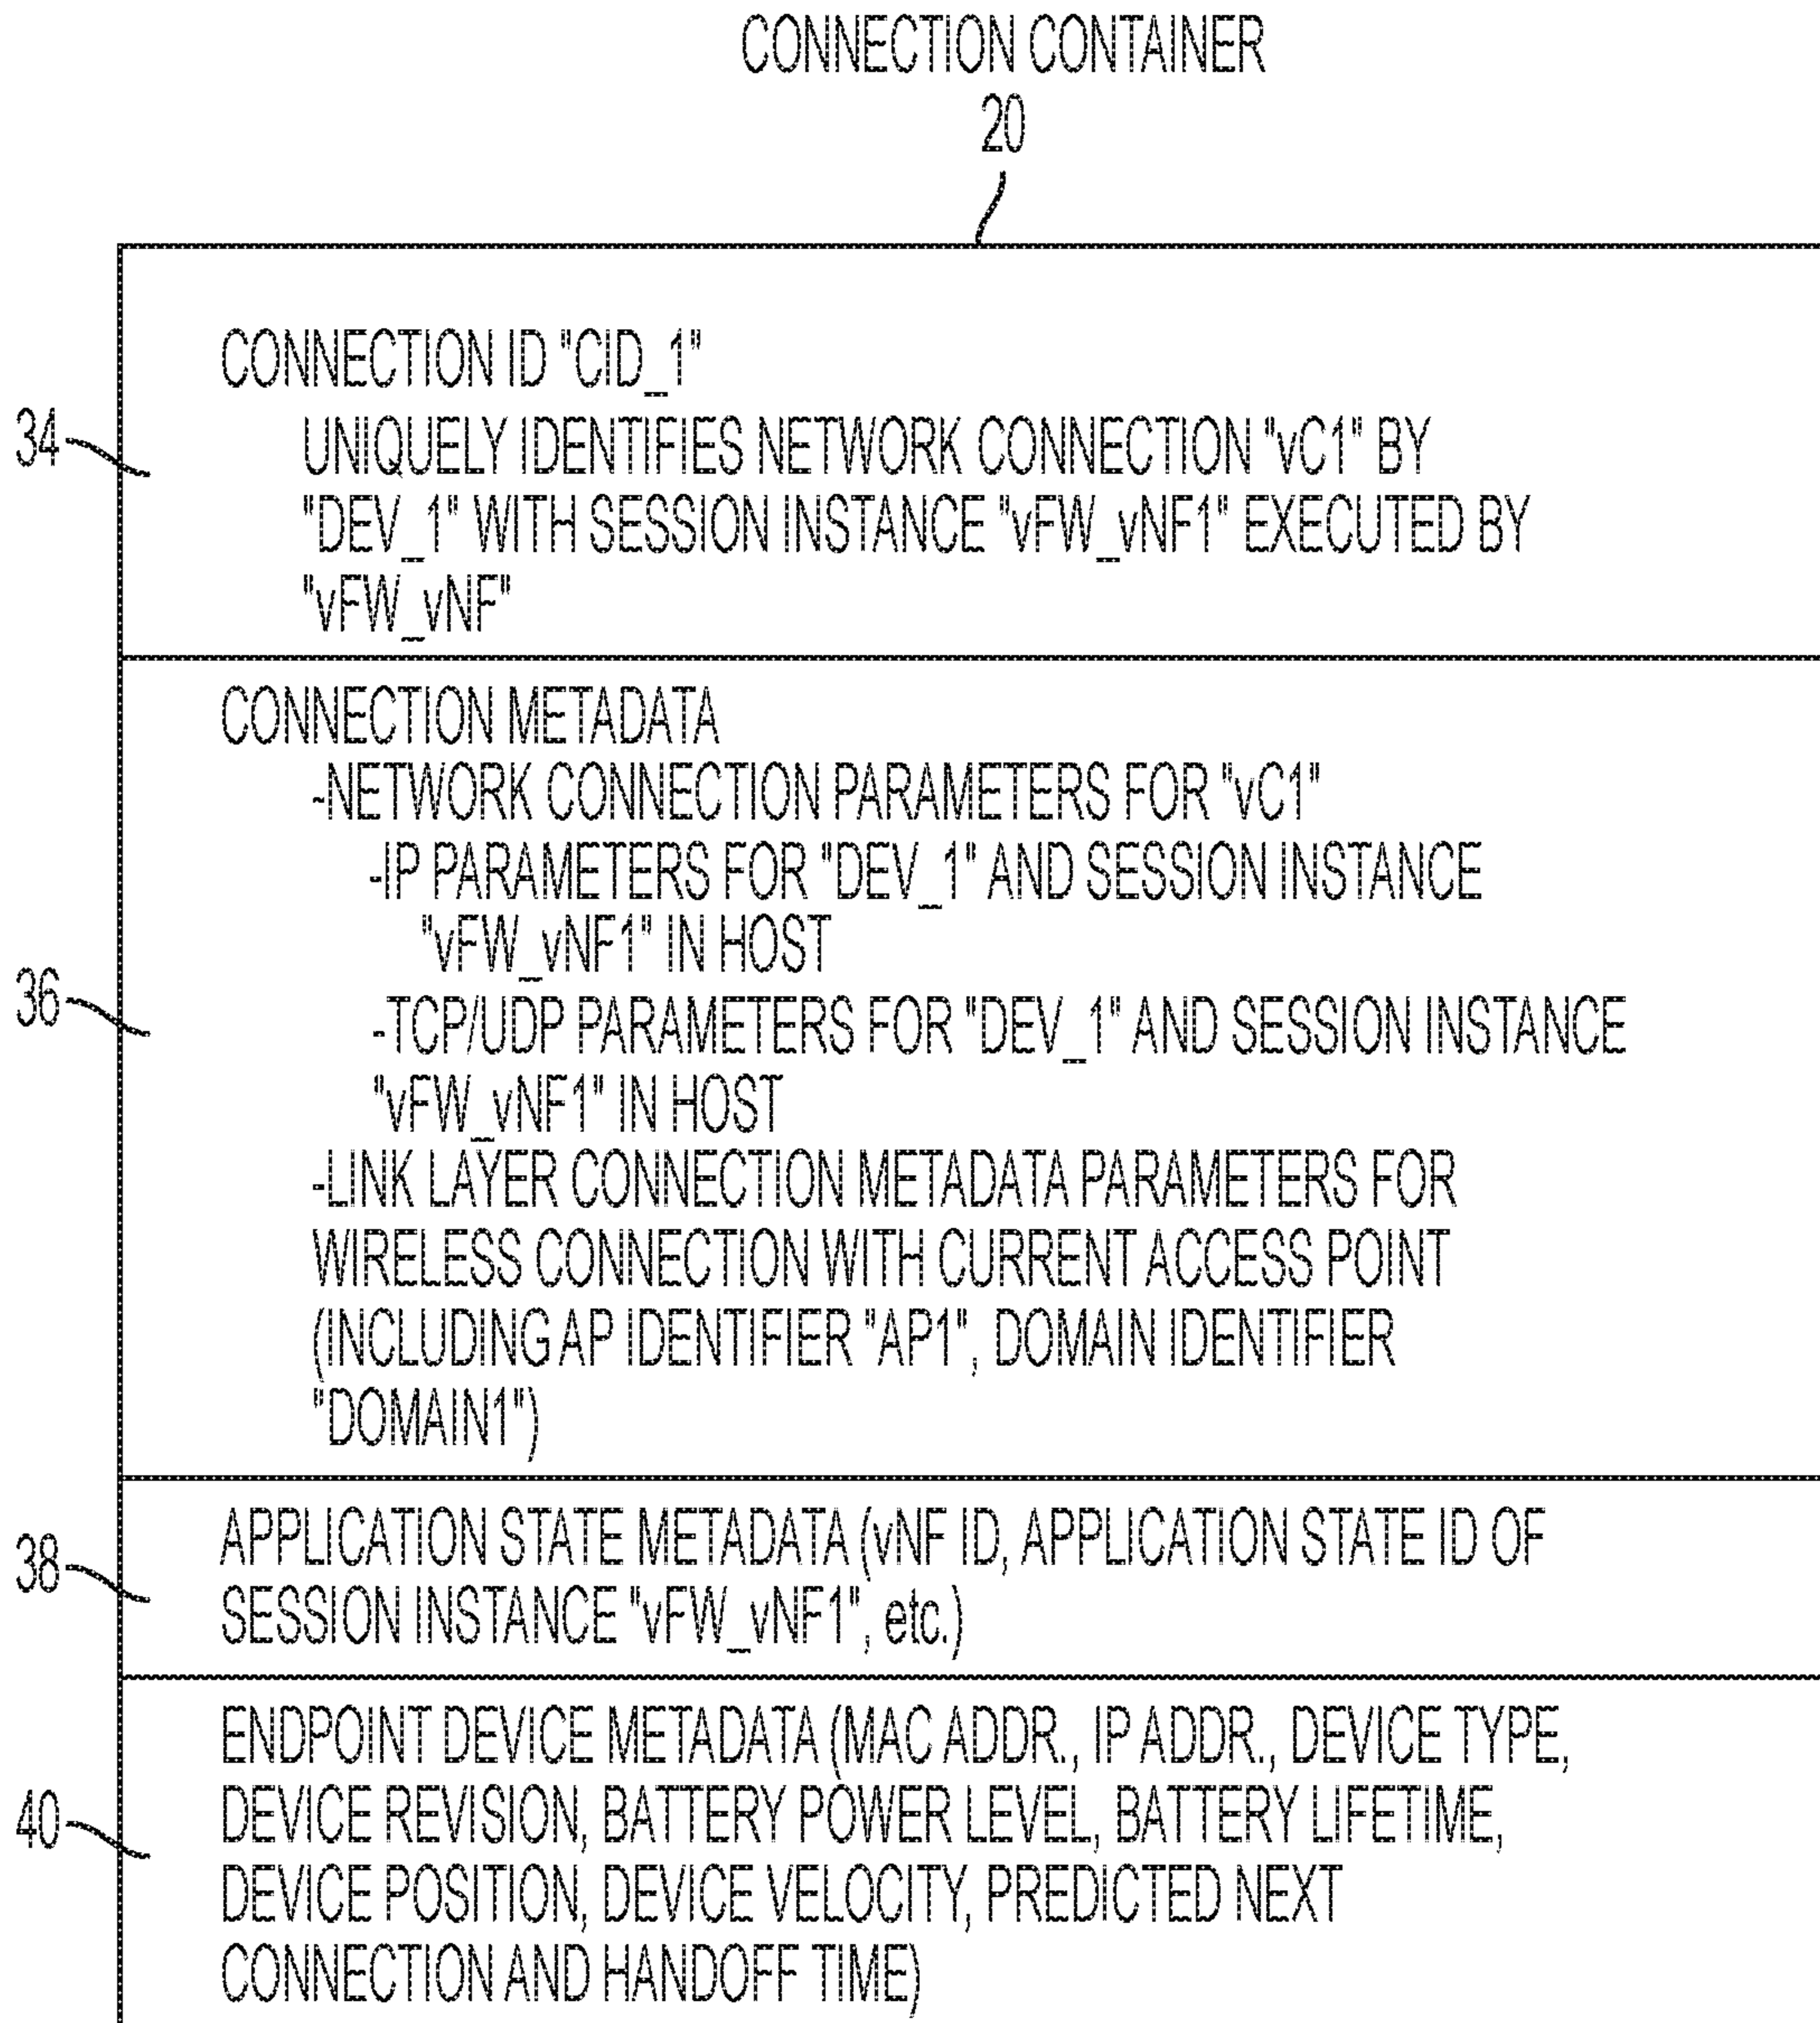 CONNECTION CONTAINER
20
CONNECTION ID "CID_1"
34
UNIQUELY IDENTIFIES NETWORK CONNECTION "vC1" BY
"DEV_1" WITH SESSION INSTANCE "vFW_vNF1" EXECUTED BY
"vFW_vNF"
CONNECTION METADATA
-NETWORK CONNECTION PARAMETERS FOR "vC1"
-IP PARAMETERS FOR "DEV_1" AND SESSION INSTANCE
"vFW_vNF1" IN HOST
36
-TCP/UDP PARAMETERS FOR "DEV_1" AND SESSION INSTANCE
"vFW_vNF1" IN HOST
-LINK LAYER CONNECTION METADATA PARAMETERS FOR
WIRELESS CONNECTION WITH CURRENT ACCESS POINT
(INCLUDING AP IDENTIFIER "AP1", DOMAIN IDENTIFIER
"DOMAIN1")
38
APPLICATION STATE METADATA (vNF ID, APPLICATION STATE ID OF
SESSION INSTANCE "vFW_vNF1", etc.)
ENDPOINT DEVICE METADATA (MAC ADDR., IP ADDR., DEVICE TYPE,
40
DEVICE REVISION, BATTERY POWER LEVEL, BATTERY LIFETIME,
DEVICE POSITION, DEVICE VELOCITY, PREDICTED NEXT
CONNECTION AND HANDOFF TIME)